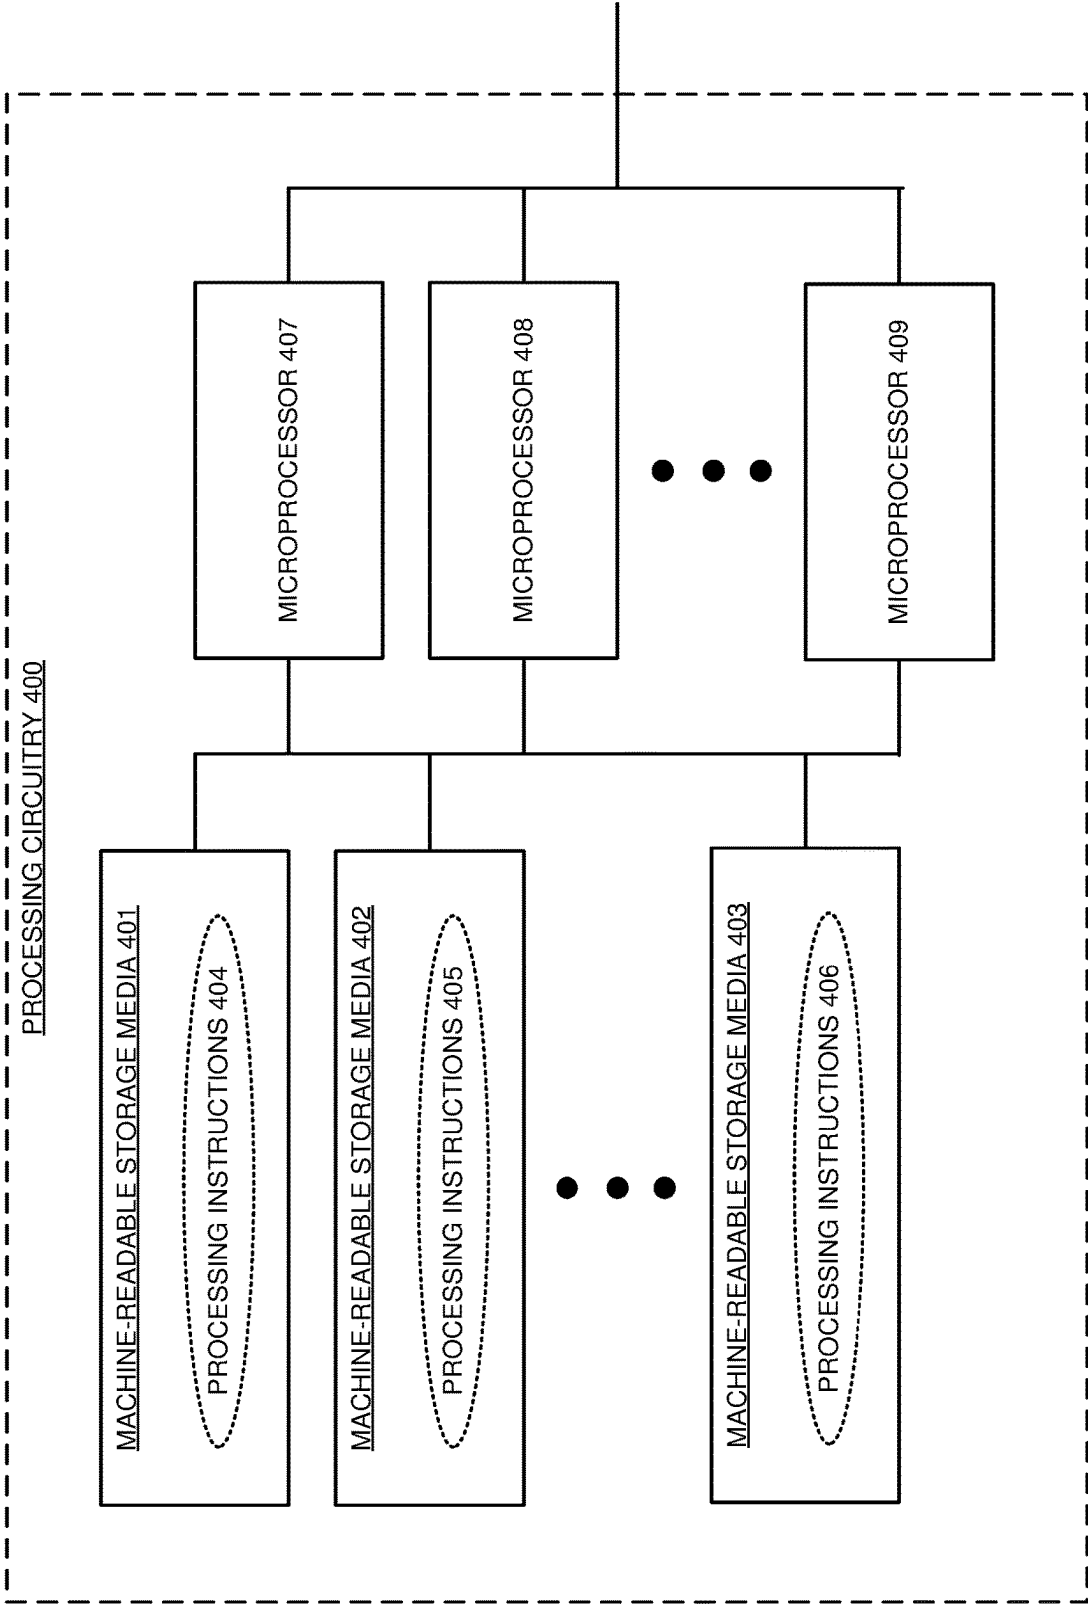 PROCESSING CIRCUITRY 400
MACHINE-READABLE STORAGE MEDIA 401
PROCESSING INSTRUCTIONS 404
MICROPROCESSOR 407
MACHINE-READABLE STORAGE MEDIA 402
PROCESSING INSTRUCTIONS 405
MICROPROCESSOR 408
MACHINE-READABLE STORAGE MEDIA 403
PROCESSING INSTRUCTIONS 406
MICROPROCESSOR 409